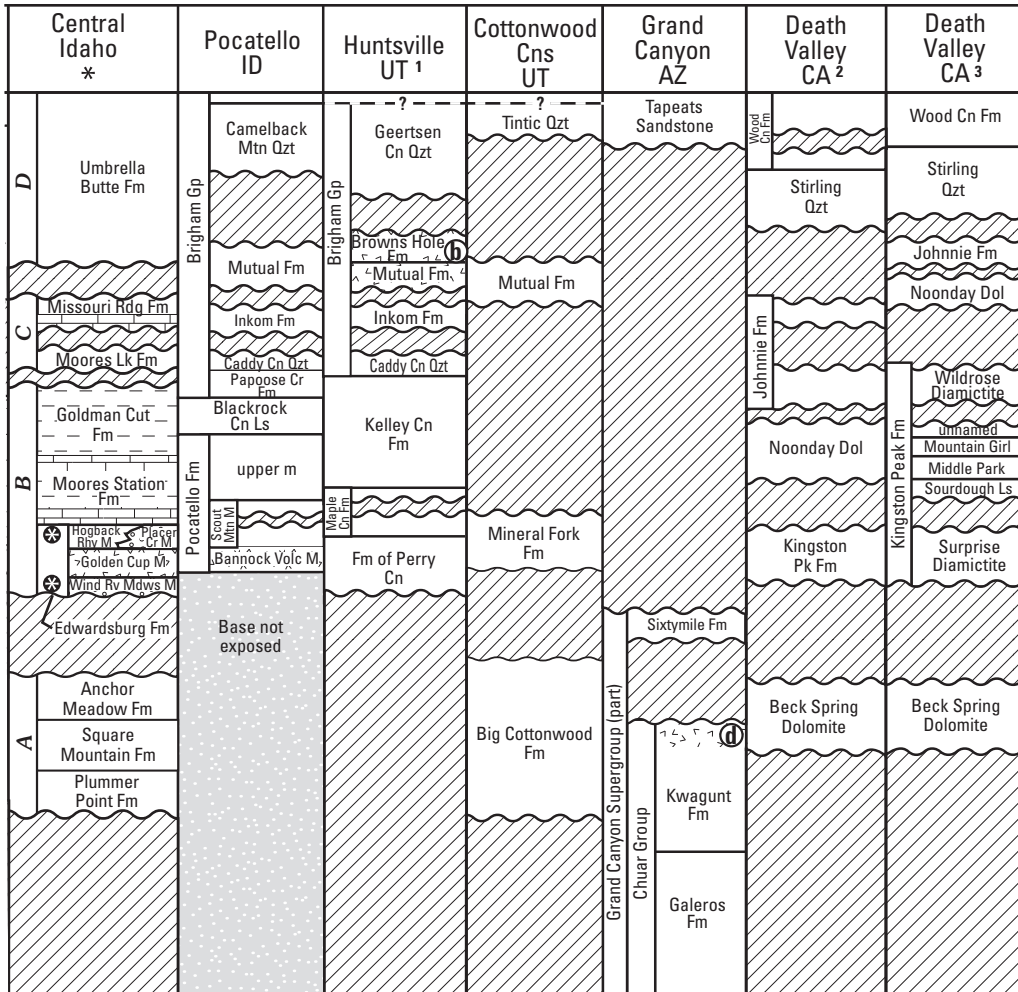 Central
Idaho
*
Pocatello
ID
Huntsville
UT 1
Cottonwood
Cns
UT
Grand
Canyon
AZ
Death
Valley
CA 2
Death
Valley
CA 3
D
C
B
A
Umbrella
Butte Fm
Missouri Rdg Fm
Moores Lk Fm
Goldman Cut
Fm
Moores Station
Fm
Hogback
Rhy M
Placer
Cr M
Golden Cup M
Wind Rv Mdws M
Edwardsburg Fm
Anchor
Meadow Fm
Square
Mountain Fm
Plummer
Point Fm
Brigham Gp
Camelback
Mtn Qzt
Mutual Fm
Inkom Fm
Caddy Cn Qzt
Papoose Cr
Fm
Blackrock
Cn Ls
Pocatello Fm
upper m
Scout
Mtn M
Bannock Volc M
Base not
exposed
?
Brigham Gp
Geertsen
Cn Qzt
Browns Hole
Fm
b
Mutual Fm
Inkom Fm
Caddy Cn Qzt
Kelley Cn
Fm
Maple
Cn Fm
Fm of Perry
Cn
?
Tintic Qzt
Mutual Fm
Mineral Fork
Fm
Big Cottonwood
Fm
Tapeats
Sandstone
Grand Canyon Supergroup (part)
Sixtymile Fm
Chuar Group
d
Kwagunt
Fm
Galeros
Fm
Wood
Cn Fm
Stirling
Qzt
Johnnie Fm
Noonday Dol
Kingston
Pk Fm
Beck Spring
Dolomite
Wood Cn Fm
Stirling
Qzt
Johnnie Fm
Noonday Dol
Kingston Peak Fm
Wildrose
Diamictite
unnamed
Mountain Girl
Middle Park
Sourdough Ls
Surprise
Diamictite
Beck Spring
Dolomite